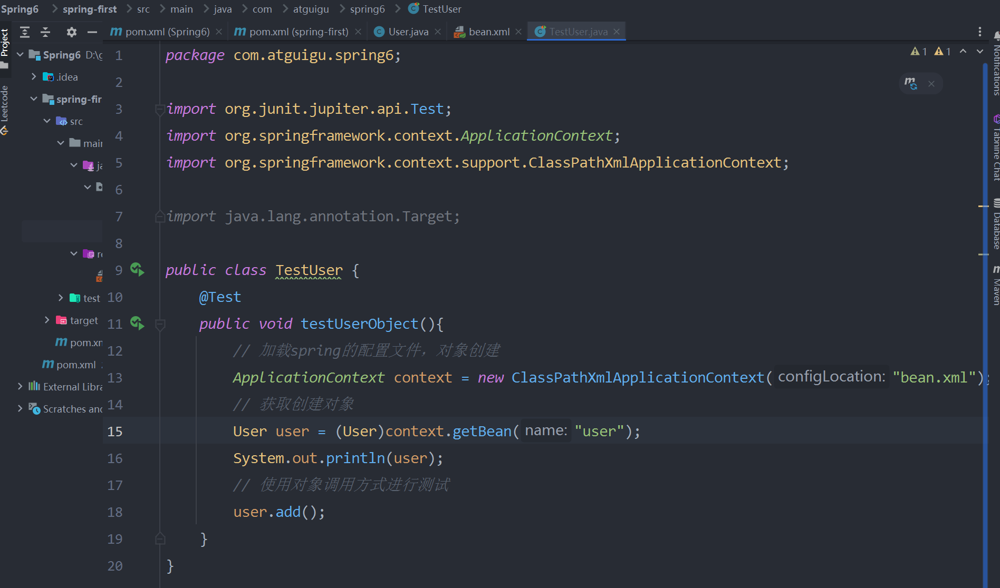 Spring6 spring-first src main java com atguigu spring6 TestUser
pom.xml (Spring6) pom.xml (spring-first) User.java bean.xml TestUser.java
Project
Leetcode
Spring6 D:\g
.idea
spring-fir
src
mair
ja
re
test
target
pom.xn
pom.xml
External Libra
Scratches and
1 package com.atguigu.spring6;
2
3 import org.junit.jupiter.api.Test;
4 import org.springframework.context.ApplicationContext;
5 import org.springframework.context.support.ClassPathXmlApplicationContext;
6
7 import java.lang.annotation.Target;
8
9 public class TestUser {
10 @Test
11 public void testUserObject(){
12 // 加载spring的配置文件，对象创建
13 ApplicationContext context = new ClassPathXmlApplicationContext( configLocation: "bean.xml");
14 // 获取创建对象
15 User user = (User)context.getBean( name: "user");
16 System.out.println(user);
17 // 使用对象调用方式进行测试
18 user.add();
19 }
20 }
1 1
Notifications
Tabnine Chat
Database
Maven